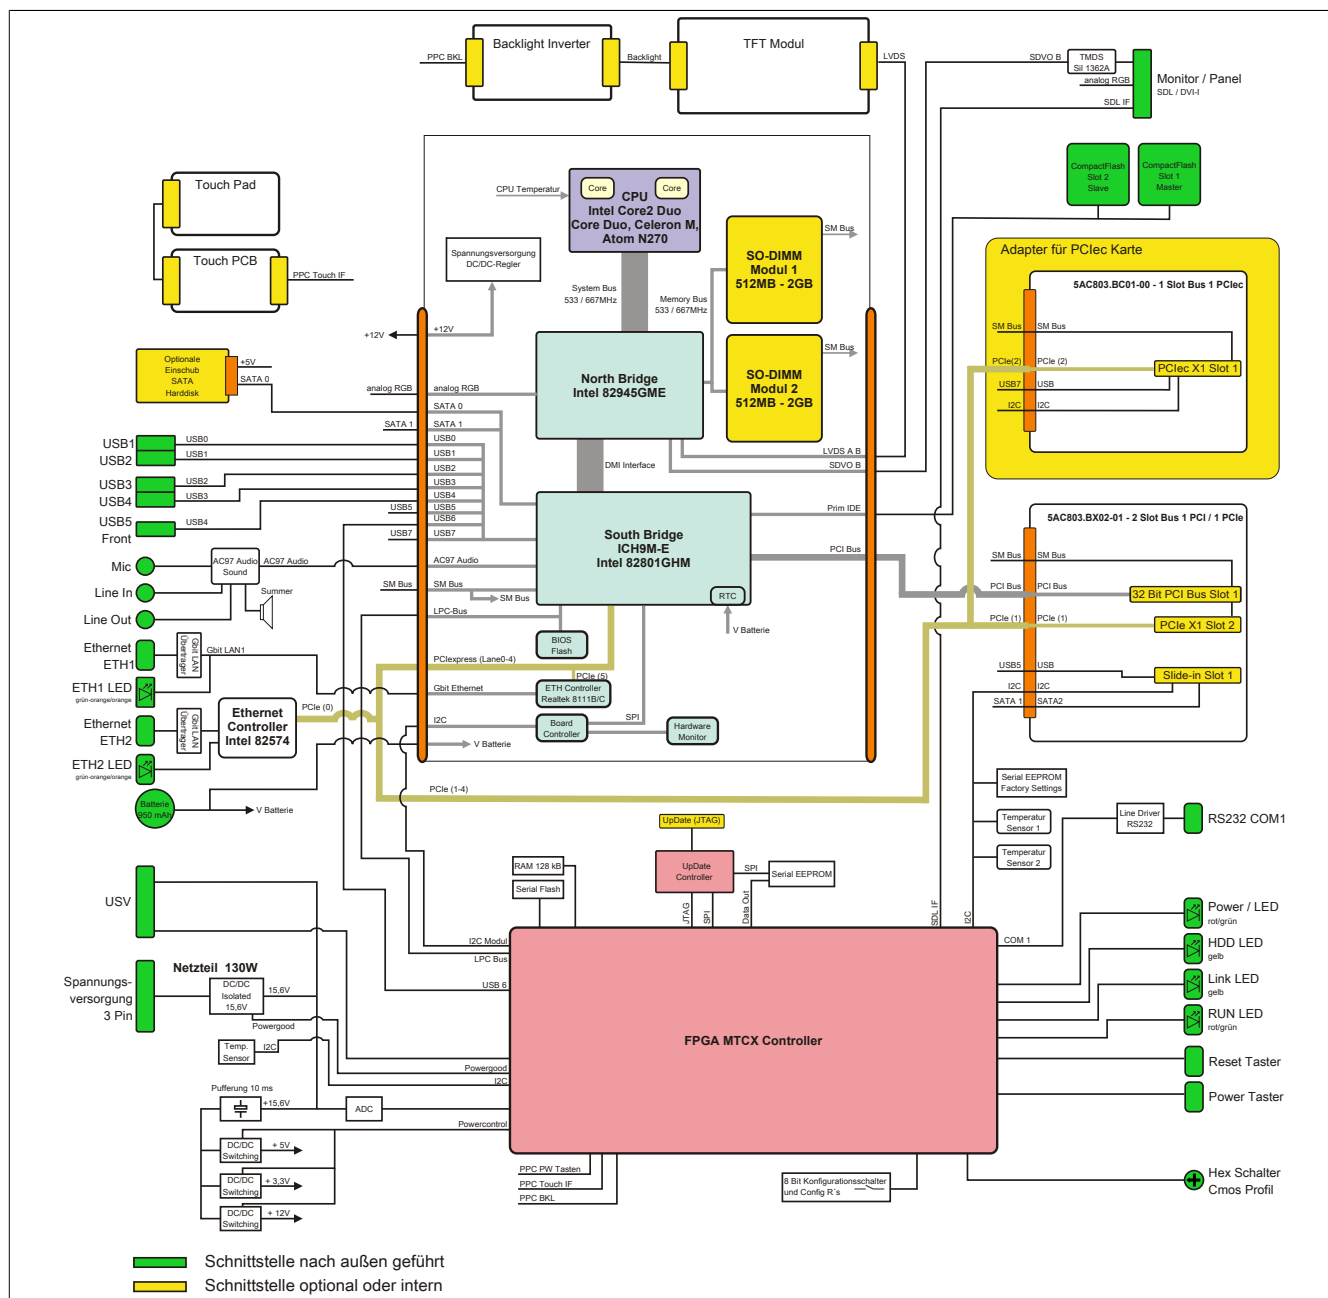 PPC BKL
Backlight Inverter
Backlight
TFT Modul
LVDS
SDVO B
TMDS
Sil 1362A
analog RGB
SDL IF
Monitor / Panel
SDL / DVI-I
CompactFlash
Slot 2
Slave
CompactFlash
Slot 1
Master
Touch Pad
Touch PCB
PPC Touch IF
CPU Temperatur
Core
Core
CPU
Intel Core2 Duo
Core Duo, Celeron M,
Atom N270
Spannungsversorgung
DC/DC-Regler
System Bus
533 / 667MHz
Memory Bus
533 / 667MHz
SO-DIMM
Modul 1
512MB - 2GB
SM Bus
SO-DIMM
Modul 2
512MB - 2GB
SM Bus
North Bridge
Intel 82945GME
+12V
+12V
Adapter für PCIec Karte
5AC803.BC01-00 - 1 Slot Bus 1 PCIec
SM Bus
SM Bus
PCIe(2)
PCIe (2)
PCIec X1 Slot 1
USB7
USB
I2C
I2C
Optionale
Einschub
SATA
Harddisk
+5V
SATA 0
analog RGB
analog RGB
SATA 0
SATA 1
SATA 1
USB1
USB0
USB2
USB1
USB3
USB2
USB4
USB3
USB5
Front
USB4
USB0
USB1
USB2
USB3
USB4
USB5
USB5
USB6
USB7
USB7
DMI Interface
LVDS A B
SDVO B
Prim IDE
PCI Bus
South Bridge
ICH9M-E
Intel 82801GHM
RTC
V Batterie
5AC803.BX02-01 - 2 Slot Bus 1 PCI / 1 PCIe
SM Bus
SM Bus
PCI Bus
PCI Bus
32 Bit PCI Bus Slot 1
PCIe (1)
PCIe (1)
PCIe X1 Slot 2
USB5
USB
Slide-in Slot 1
I2C
I2C
SATA 1
SATA2
Mic
Line In
Line Out
AC97 Audio
Sound
AC97 Audio
AC97 Audio
Summer
SM Bus
SM Bus
SM Bus
LPC-Bus
BIOS
Flash
PCIexpress (Lane0-4)
PCIe (5)
Ethernet
ETH1
Gbit LAN
Übertrager
Gbit LAN1
ETH1 LED
grün-orange/orange
Gbit Ethernet
ETH Controller
Realtek 8111B/C
Ethernet
ETH2
Gbit LAN
Übertrager
Ethernet
Controller
Intel 82574
PCIe (0)
ETH2 LED
grün-orange/orange
I2C
SPI
Board
Controller
Hardware
Monitor
V Batterie
Batterie
950 mAh
V Batterie
PCIe (1-4)
Serial EEPROM
Factory Settings
Temperatur
Sensor 1
Temperatur
Sensor 2
Line Driver
RS232
RS232 COM1
UpDate (JTAG)
UpDate
Controller
SPI
Serial EEPROM
JTAG
SPI
Data Out
RAM 128 kB
Serial Flash
SDL IF
I2C
USV
I2C Modul
LPC Bus
USB 6
COM 1
Netzteil 130W
Spannungs-
versorgung
3 Pin
DC/DC
Isolated
15,6V
15,6V
Powergood
Temp.
Sensor
I2C
Powergood
I2C
FPGA MTCX Controller
Power / LED
rot/grün
HDD LED
gelb
Link LED
gelb
RUN LED
rot/grün
Reset Taster
Power Taster
Pufferung 10 ms
+15,6V
ADC
Powercontrol
DC/DC
Switching
+ 5V
DC/DC
Switching
+ 3,3V
DC/DC
Switching
+ 12V
PPC PW Tasten
PPC Touch IF
PPC BKL
8 Bit Konfigurationsschalter
und Config R´s
Hex Schalter
Cmos Profil
Schnittstelle nach außen geführt
Schnittstelle optional oder intern